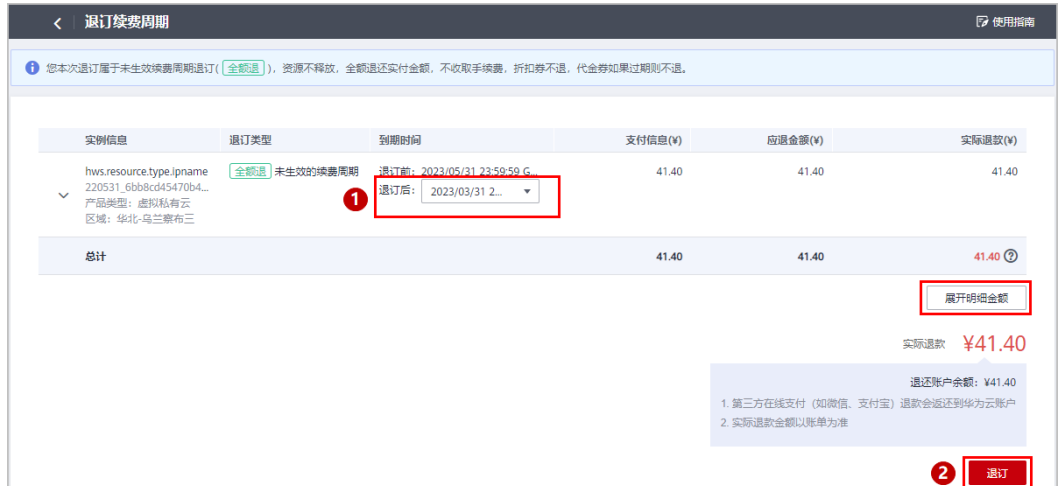 退订续费周期
使用指南
您本次退订属于未生效续费周期退订( 全额退 )，资源不释放，全额退还实付金额，不收取手续费，折扣券不退，代金券如果过期则不退。
实例信息 退订类型 到期时间 支付信息(¥) 应退金额(¥) 实际退款(¥)
hws.resource.type.ipname 全额退 未生效的续费周期 退订前：2023/05/31 23:59:59 G... 41.40 41.40 41.40
220531_6bb8cd45470b4... 退订后： 2023/03/31 2...
1
产品类型：虚拟私有云
区域：华北-乌兰察布三
总计 41.40 41.40 41.40
展开明细金额
实际退款 ¥41.40
退还账户余额：¥41.40
1. 第三方在线支付（如微信、支付宝）退款会返还到华为云账户
2. 实际退款金额以账单为准
2 退订